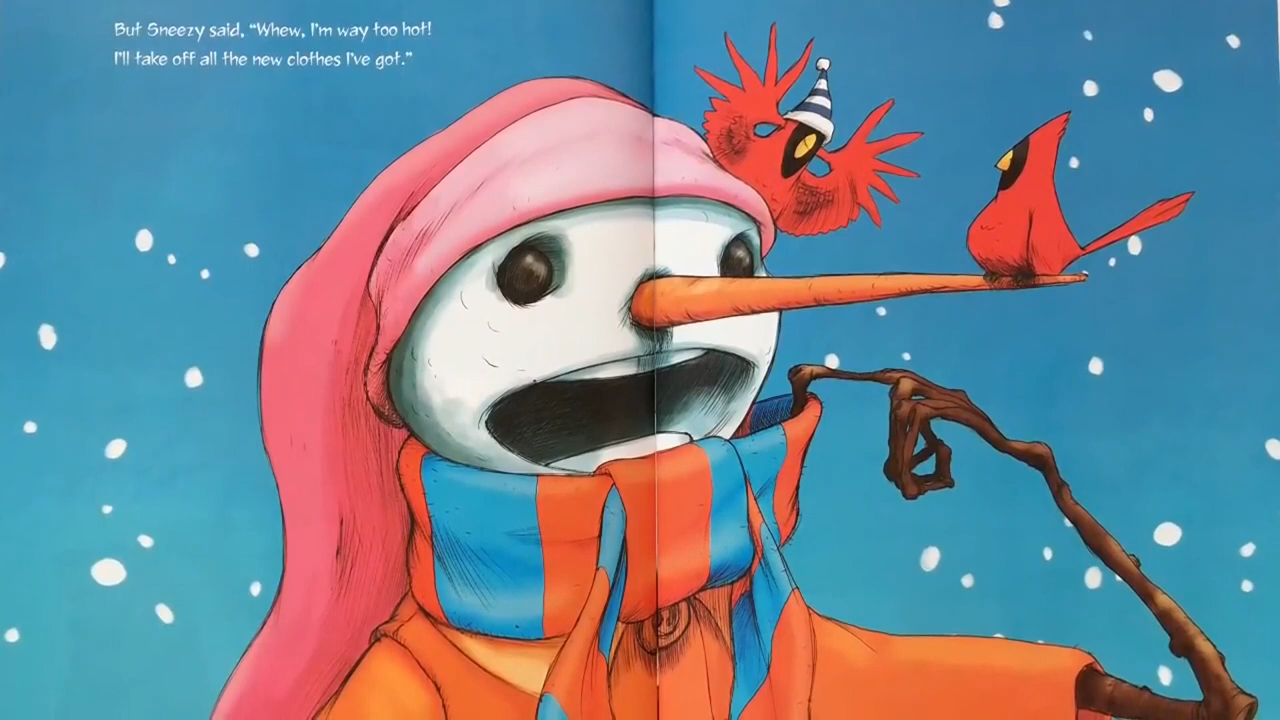 But Sneezy said, "Whew, I'm way too hot!
I'll take off all the new clothes I've got."